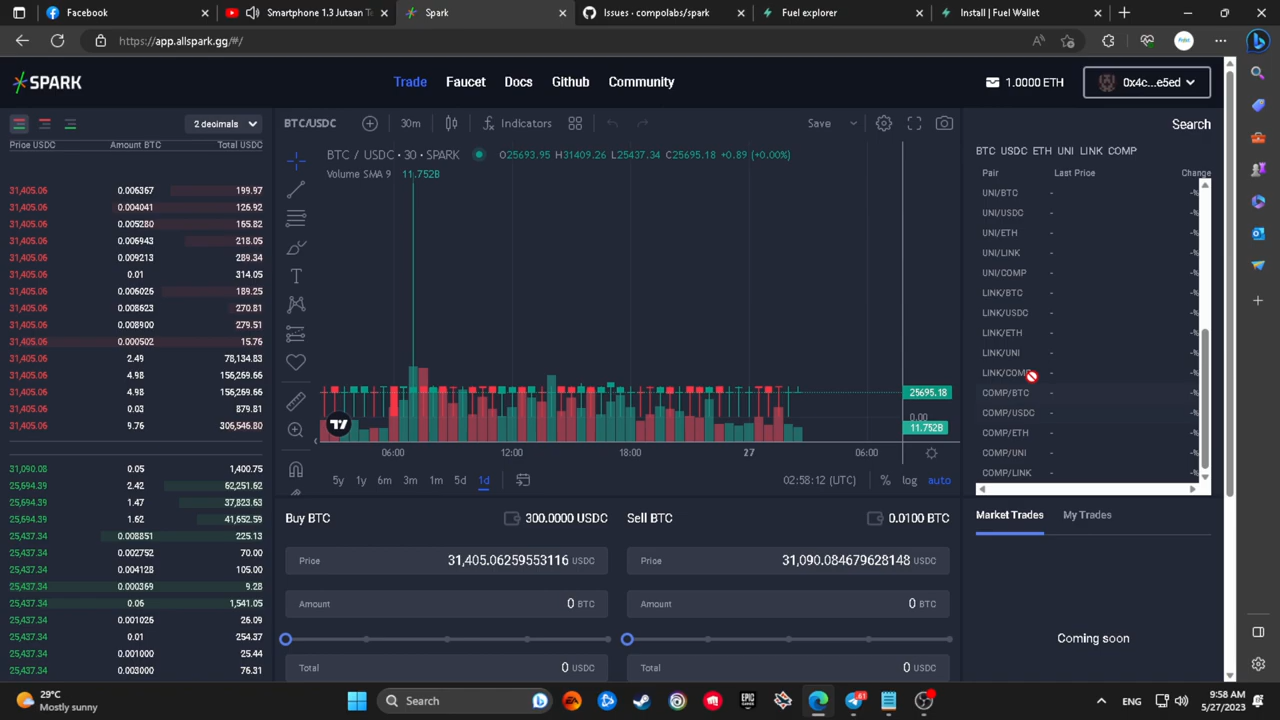 Facebook
Smartphone 1.3 Jutaan T
Spark
Issues · compolabs/spark
Fuel explorer
Install | Fuel Wallet
https://app.allspark.gg/#/
SPARK
Trade
Faucet
Docs
Github
Community
1.0000 ETH
0x4c...e5ed
2 decimals
Price USDC Amount BTC Total USDC
31,405.06 0.006367 199.97
31,405.06 0.004041 126.92
31,405.06 0.005280 165.82
31,405.06 0.006943 218.05
31,405.06 0.009213 289.34
31,405.06 0.01 314.05
31,405.06 0.006026 189.25
31,405.06 0.008623 270.81
31,405.06 0.008900 279.51
31,405.06 0.000502 15.76
31,405.06 2.49 78,134.83
31,405.06 4.98 156,269.66
31,405.06 4.98 156,269.66
31,405.06 0.03 879.81
31,405.06 9.76 306,546.80
31,090.08 0.05 1,400.75
25,694.39 2.42 62,251.62
25,694.39 1.47 37,823.63
25,694.39 1.62 41,652.59
25,437.34 0.008851 225.13
25,437.34 0.002752 70.00
25,437.34 0.004128 105.00
25,437.34 0.000369 9.28
25,437.34 0.06 1,541.05
25,437.34 0.001026 26.09
25,437.34 0.01 254.37
25,437.34 0.001000 25.44
25,437.34 0.003000 76.31
BTC/USDC
30m
Indicators
Save
BTC / USDC · 30 · SPARK O25693.95 H31409.26 L25437.34 C25695.18 +0.89 (+0.00%)
Volume SMA 9 11.752B
25695.18
0.00
11.752B
06:00 12:00 18:00 27 06:00
5y 1y 6m 3m 1m 5d 1d
02:58:12 (UTC) % log auto
Buy BTC 300.0000 USDC
Price 31,405.06259553116 USDC
Amount 0 BTC
Total 0 USDC
Sell BTC 0.0100 BTC
Price 31,090.084679628148 USDC
Amount 0 BTC
Total 0 USDC
Search
BTC USDC ETH UNI LINK COMP
Pair Last Price Change
UNI/BTC - -%
UNI/USDC - -%
UNI/ETH - -%
UNI/LINK - -%
UNI/COMP - -%
LINK/BTC - -%
LINK/USDC - -%
LINK/ETH - -%
LINK/UNI - -%
LINK/COMP - -%
COMP/BTC - -%
COMP/USDC - -%
COMP/ETH - -%
COMP/UNI - -%
COMP/LINK - -%
Market Trades My Trades
Coming soon
29°C
Mostly sunny
Search
EPIC
GAMES
61
ENG
9:58 AM
5/27/2023